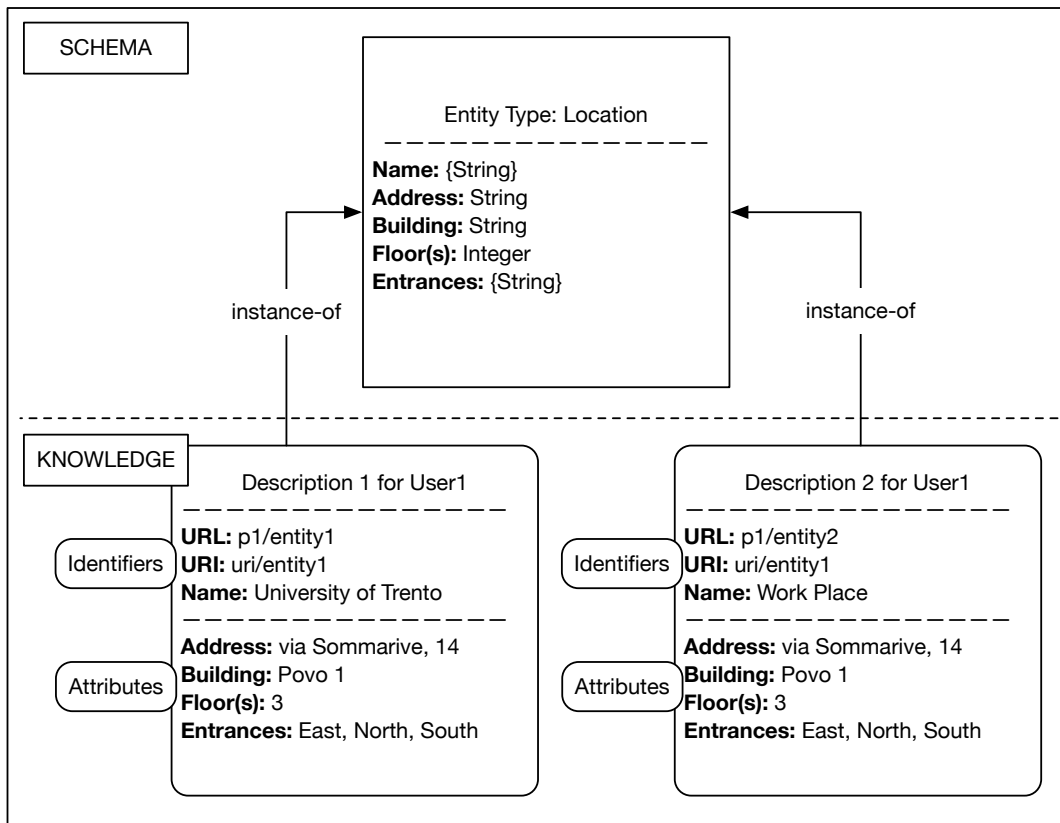 SCHEMA
Entity Type: Location
Name: {String}
Address: String
Building: String
Floor(s): Integer
Entrances: {String}
instance-of
instance-of
KNOWLEDGE
Description 1 for User1
Identifiers
URL: p1/entity1
URI: uri/entity1
Name: University of Trento
Attributes
Address: via Sommarive, 14
Building: Povo 1
Floor(s): 3
Entrances: East, North, South
Description 2 for User1
Identifiers
URL: p1/entity2
URI: uri/entity1
Name: Work Place
Attributes
Address: via Sommarive, 14
Building: Povo 1
Floor(s): 3
Entrances: East, North, South